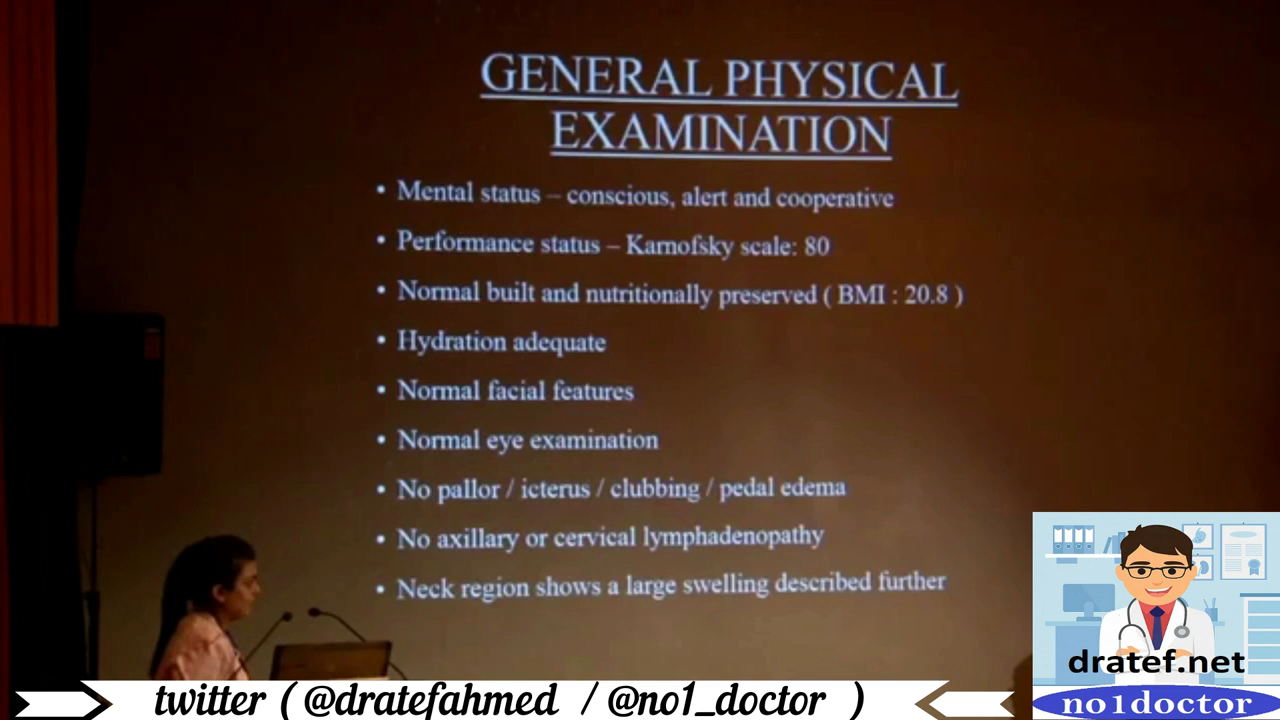 GENERAL PHYSICAL
EXAMINATION
• Mental status – conscious, alert and cooperative
• Performance status – Karnofsky scale: 80
• Normal built and nutritionally preserved ( BMI : 20.8 )
• Hydration adequate
• Normal facial features
• Normal eye examination
• No pallor / icterus / clubbing / pedal edema
• No axillary or cervical lymphadenopathy
• Neck region shows a large swelling described further
dratef.net
no1doctor
twitter ( @dratefahmed / @no1_doctor )